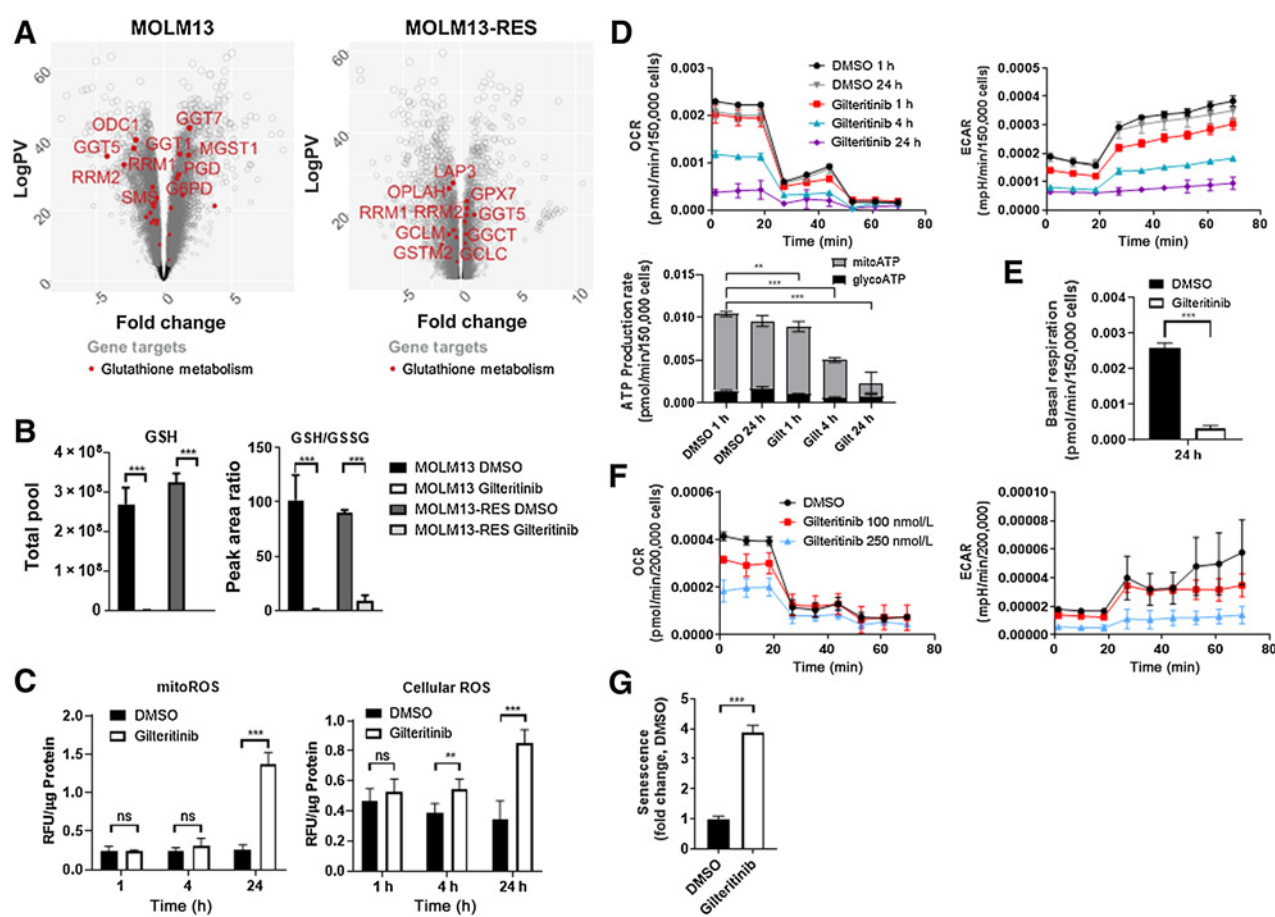 A
MOLM13
MOLM13-RES
LogPV
60
40
20
0
ODC1
GGT7
GGT5
GGT1
MGST1
RRM1
RRM2
PGD
G6PD
SMS
-5
0
5
Fold change
Gene targets
• Glutathione metabolism
LogPV
60
40
20
0
LAP3
OPLAH
GPX7
RRM1 RRM2
GGT5
GCLM
GGCT
GSTM2
GCLC
-5
0
5
10
Fold change
Gene targets
• Glutathione metabolism
B
GSH
Total pool
4 × 10⁸
3 × 10⁸
2 × 10⁸
1 × 10⁸
0
***
***
GSH/GSSG
Peak area ratio
150
100
50
0
***
***
MOLM13 DMSO
MOLM13 Gilteritinib
MOLM13-RES DMSO
MOLM13-RES Gilteritinib
C
mitoROS
RFU/µg Protein
2.0
1.5
1.0
0.5
0.0
DMSO
Gilteritinib
ns
ns
***
1
4
24
Time (h)
Cellular ROS
RFU/µg Protein
1.0
0.8
0.6
0.4
0.2
0.0
DMSO
Gilteritinib
ns
**
***
1 h
4 h
24 h
Time (h)
D
OCR
(pmol/min/150,000 cells)
0.003
0.002
0.001
0.000
DMSO 1 h
DMSO 24 h
Gilteritinib 1 h
Gilteritinib 4 h
Gilteritinib 24 h
0
20
40
60
80
Time (min)
ECAR
(mpH/min/150,000 cells)
0.0005
0.0004
0.0003
0.0002
0.0001
0.0000
0
20
40
60
80
Time (min)
ATP Production rate
(pmol/min/150,000 cells)
0.015
0.010
0.005
0.000
**
***
***
mitoATP
glycoATP
DMSO 1 h
DMSO 24 h
Gilt 1 h
Gilt 4 h
Gilt 24 h
E
DMSO
Gilteritinib
Basal respiration
(pmol/min/150,000 cells)
0.004
0.003
0.002
0.001
0.000
***
24 h
F
OCR
(pmol/min/200,000 cells)
0.0006
0.0004
0.0002
0.0000
DMSO
Gilteritinib 100 nmol/L
Gilteritinib 250 nmol/L
0
20
40
60
80
Time (min)
ECAR
(mpH/min/200,000)
0.00010
0.00008
0.00006
0.00004
0.00002
0.00000
0
20
40
60
80
Time (min)
G
Senescence
(fold change, DMSO)
5
4
3
2
1
0
***
DMSO
Gilteritinib